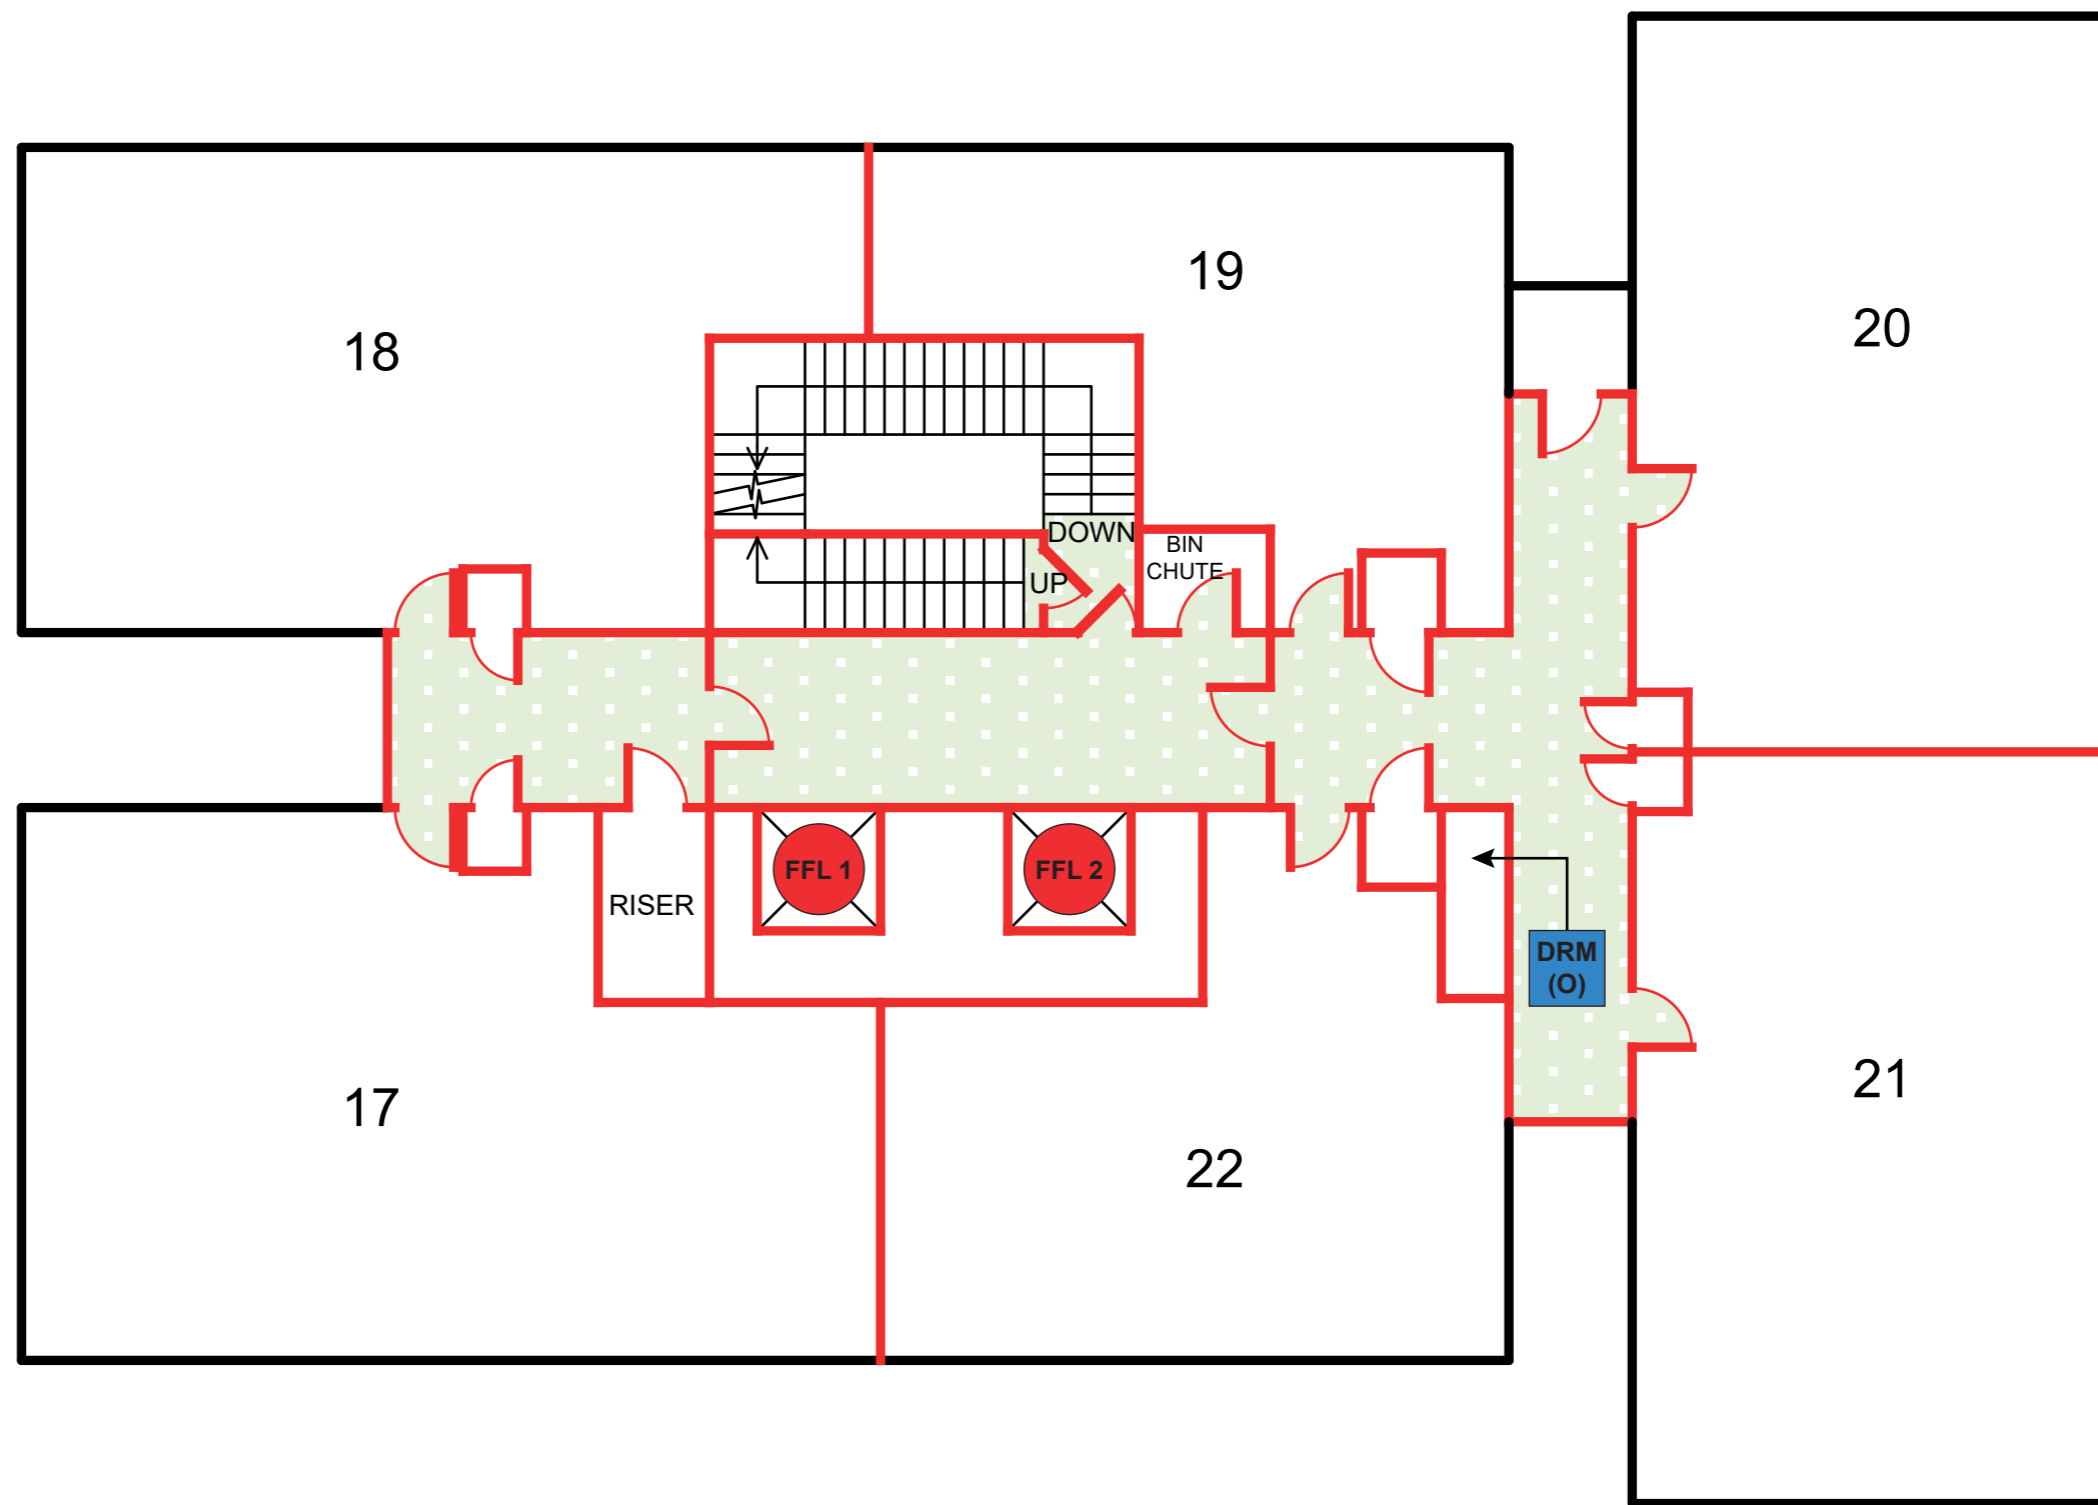 19
20
18
DOWN
BIN
CHUTE
UP
FFL 1
FFL 2
RISER
DRM
(O)
17
21
22